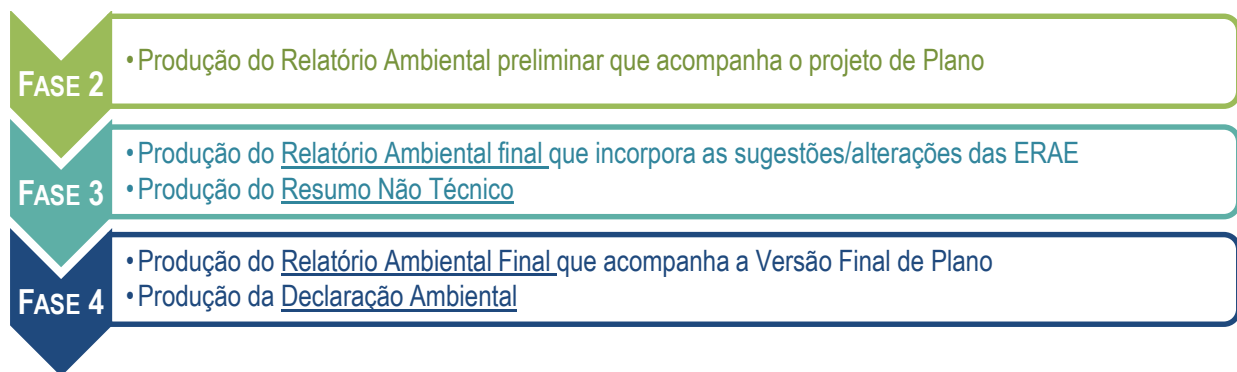 FASE 2
•Produção do Relatório Ambiental preliminar que acompanha o projeto de Plano
FASE 3
•Produção do Relatório Ambiental final que incorpora as sugestões/alterações das ERAE
•Produção do Resumo Não Técnico
FASE 4
•Produção do Relatório Ambiental Final que acompanha a Versão Final de Plano
•Produção da Declaração Ambiental